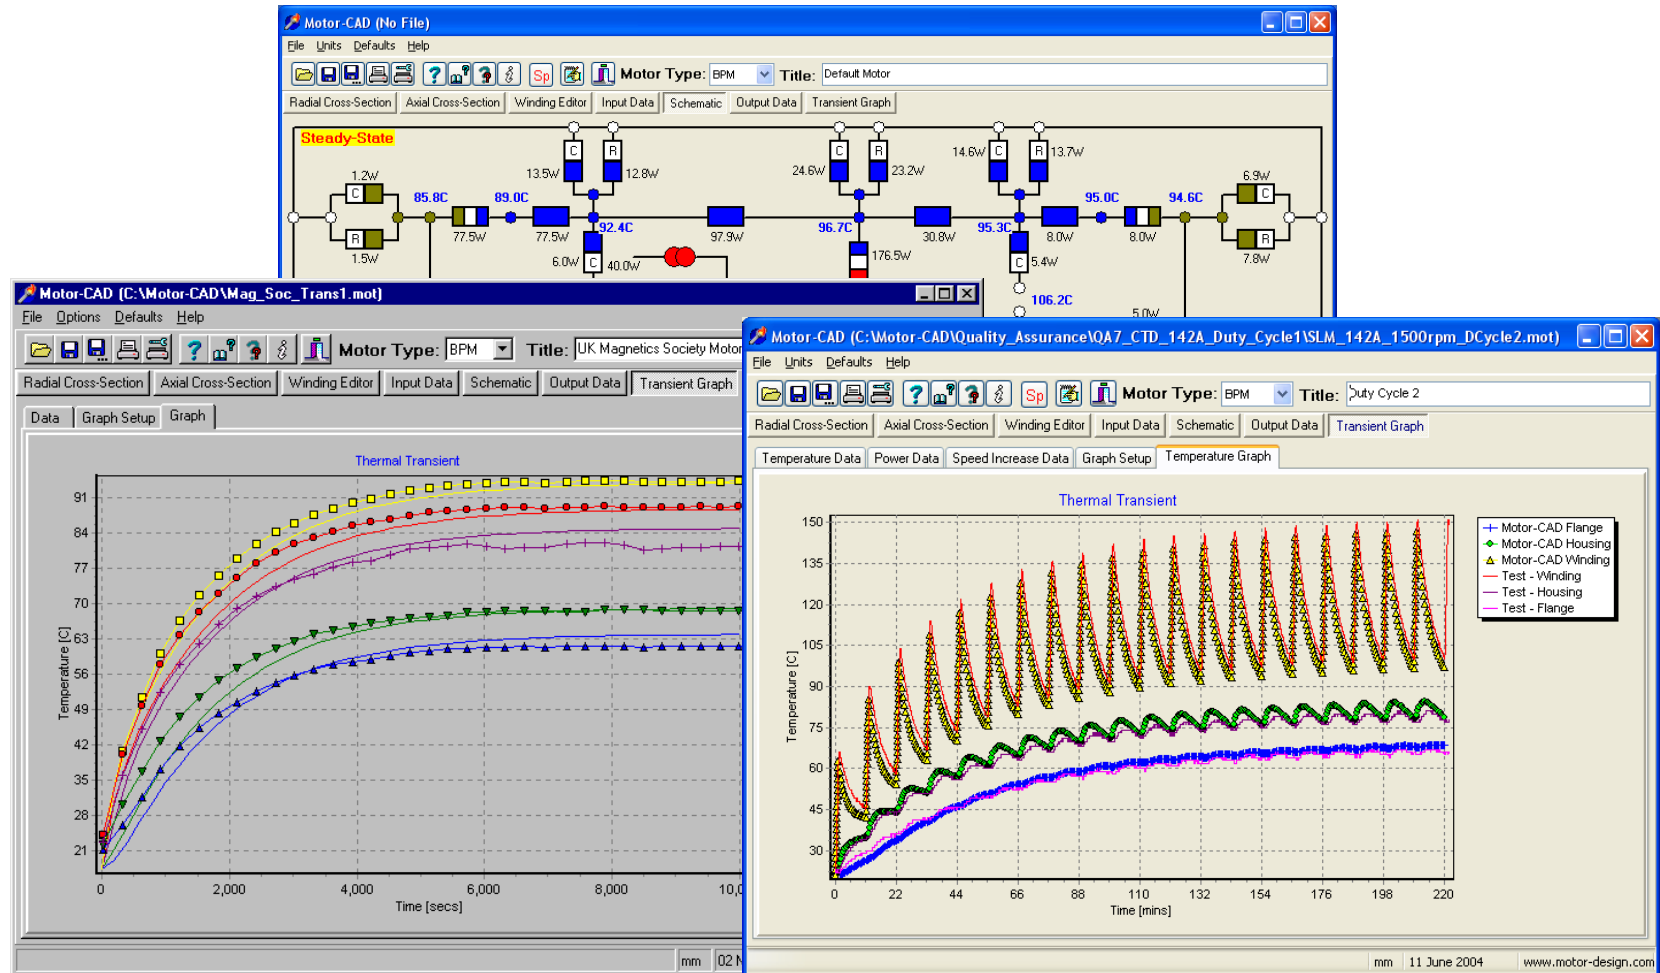 Motor-CAD (No File)
File Units Defaults Help
Sp Motor Type: BPM Title: Default Motor
Radial Cross-Section Axial Cross-Section Winding Editor Input Data Schematic Output Data Transient Graph
Steady-State
C R C R 14.6W C R 13.7W
13.5W 12.8W 24.6W 23.2W
1.2W 6.9W
C 85.8C 89.0C 95.0C 94.6C C
92.4C 96.7C 95.3C
R 77.5W 77.5W 97.9W 30.8W 8.0W 8.0W R
1.5W 6.0W C 40.0W 176.5W C 5.4W 7.8W
106.2C
5.0W
Motor-CAD (C:\Motor-CAD\Mag_Soc_Trans1.mot)
File Options Defaults Help
Motor Type: BPM Title: UK Magnetics Society Motor
Radial Cross-Section Axial Cross-Section Winding Editor Input Data Schematic Output Data Transient Graph
Data Graph Setup Graph
Thermal Transient
91
84
77
70
63
56
49
42
35
28
21
Temperature [C]
0 2,000 4,000 6,000 8,000 10,0
Time [secs]
mm 02 N
Motor-CAD (C:\Motor-CAD\Quality_Assurance\QA7_CTD_142A_Duty_Cycle1\SLM_142A_1500rpm_DCycle2.mot)
File Units Defaults Help
Sp Motor Type: BPM Title: Duty Cycle 2
Radial Cross-Section Axial Cross-Section Winding Editor Input Data Schematic Output Data Transient Graph
Temperature Data Power Data Speed Increase Data Graph Setup Temperature Graph
Thermal Transient
150
135
120
105
90
75
60
45
30
Temperature [C]
0 22 44 66 88 110 132 154 176 198 220
Time [mins]
Motor-CAD Flange
Motor-CAD Housing
Motor-CAD Winding
Test - Winding
Test - Housing
Test - Flange
mm 11 June 2004 www.motor-design.com